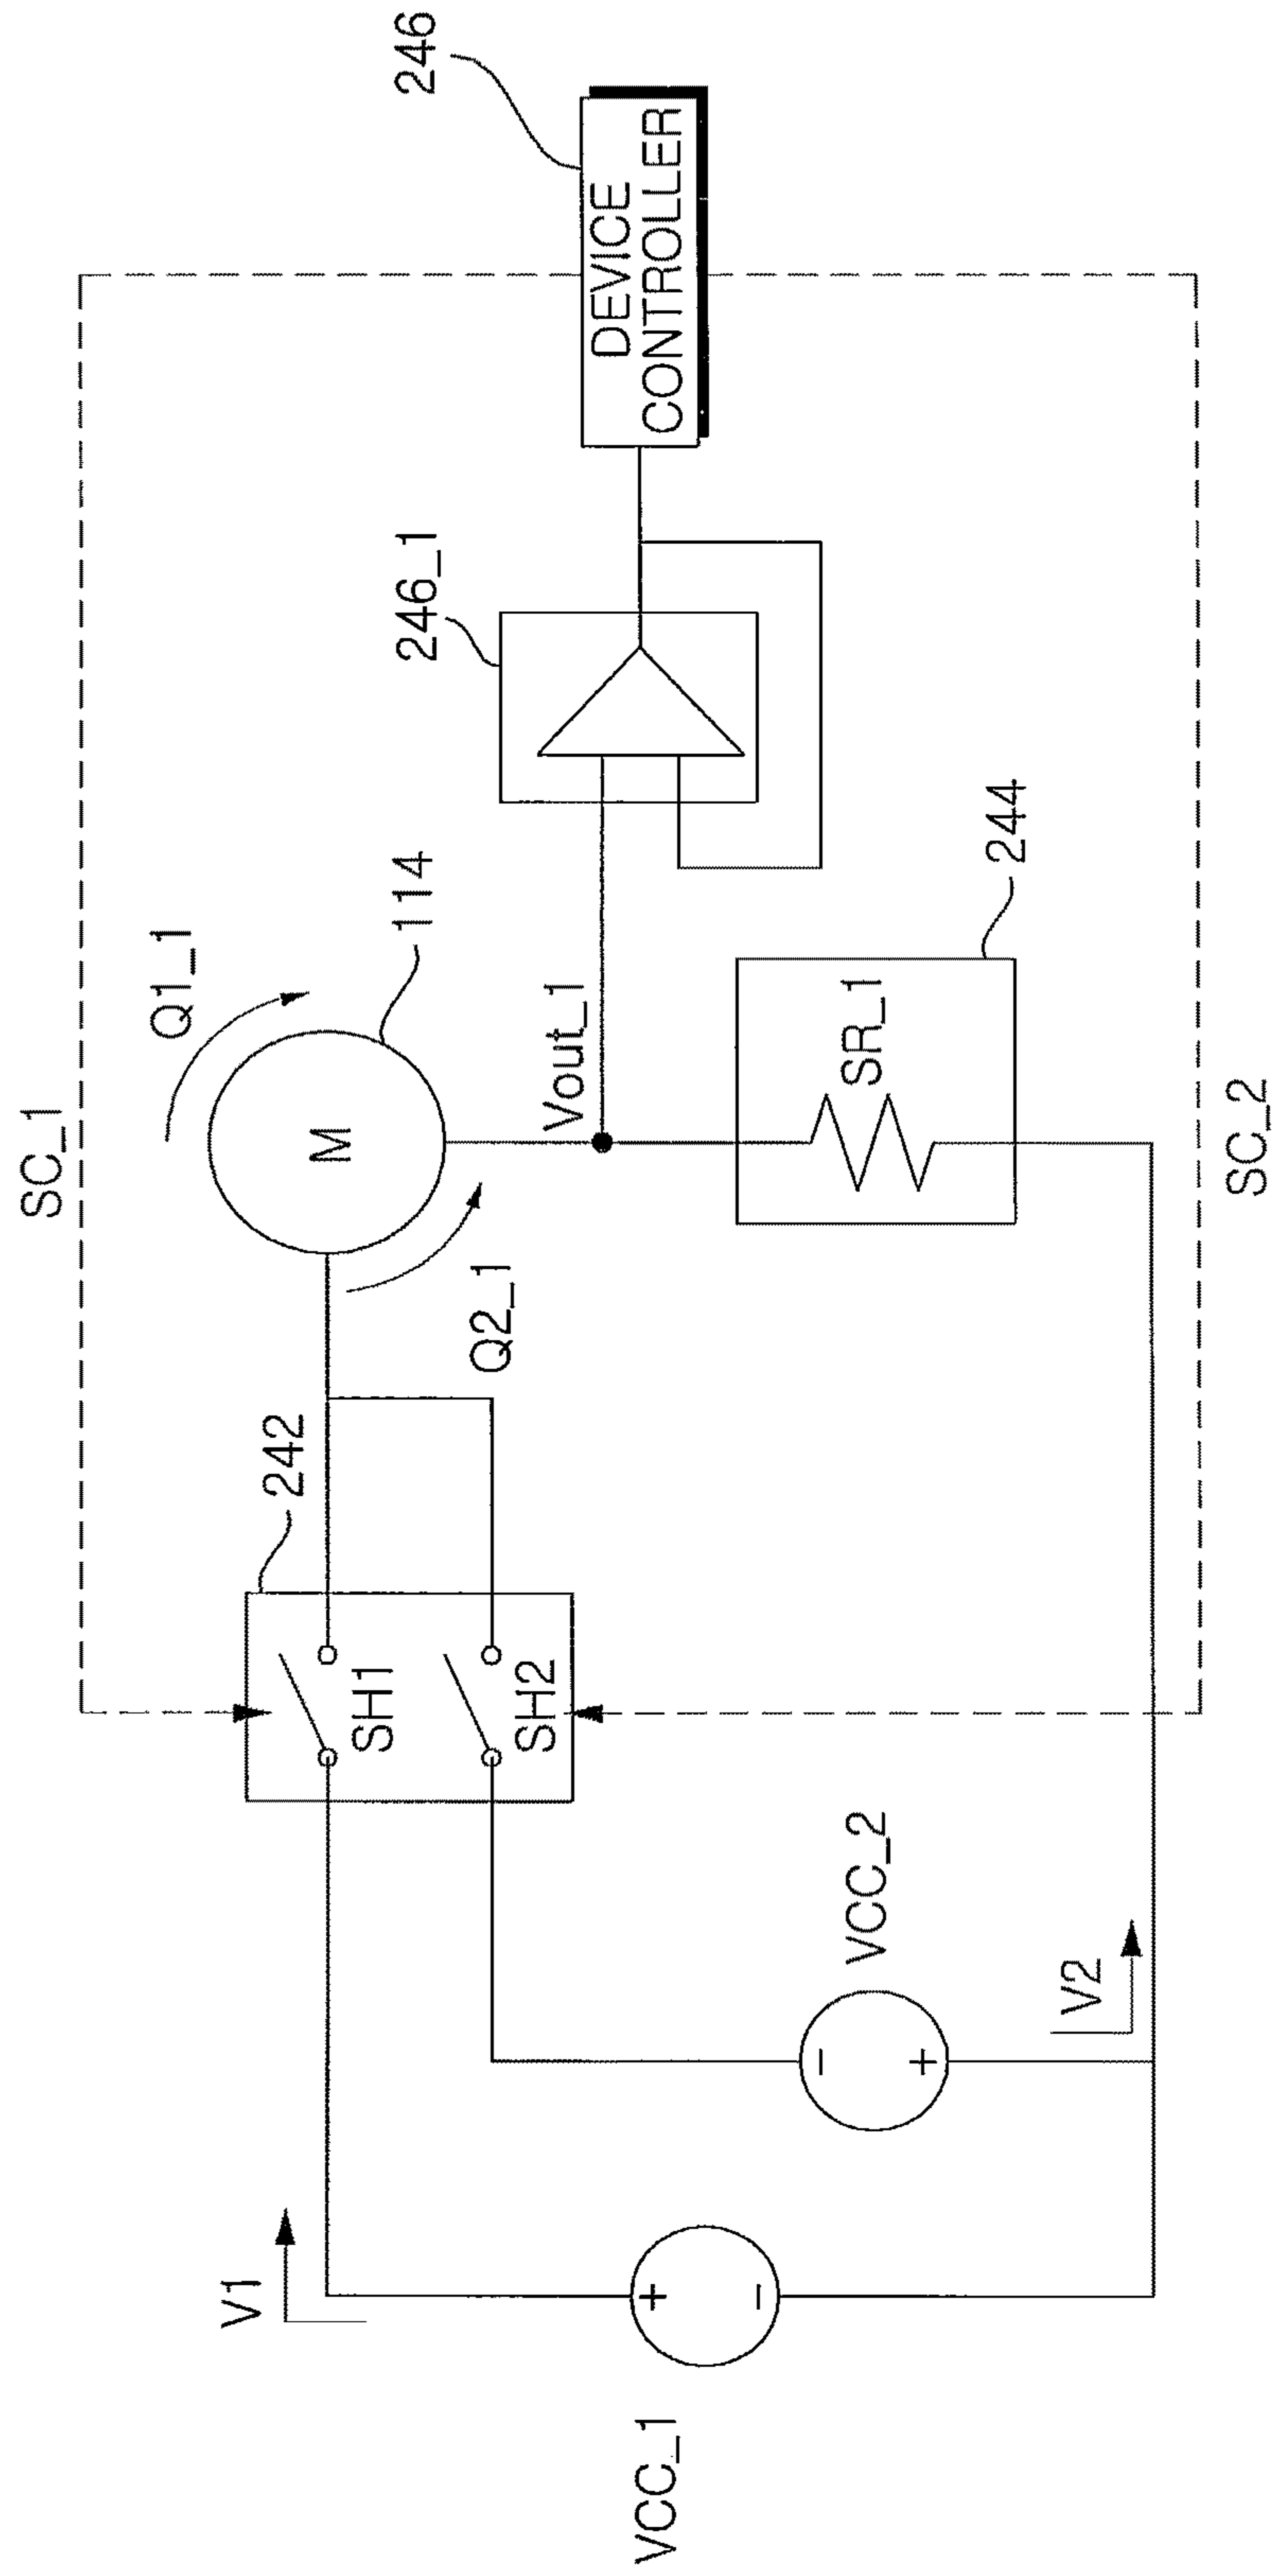 SC_1
V1
242
Q1_1
M
114
SH1
SH2
Q2_1
Vout_1
246_1
246
DEVICE
CONTROLLER
VCC_1
+
-
VCC_2
-
+
V2
SR_1
244
SC_2